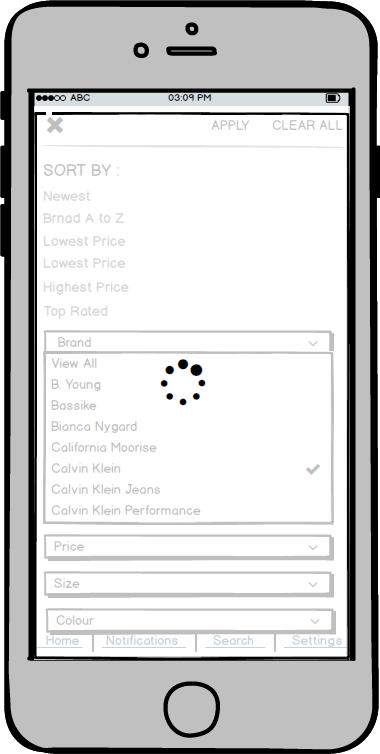 ABC 03:09 PM
APPLY CLEAR ALL
SORT BY :
Newest
Brnad A to Z
Lowest Price
Lowest Price
Highest Price
Top Rated
Brand
View All
B. Young
Bassike
Bianca Nygard
California Moorise
Calvin Klein
Calvin Klein Jeans
Calvin Klein Performance
Price
Size
Colour
Home Notifications Search Settings